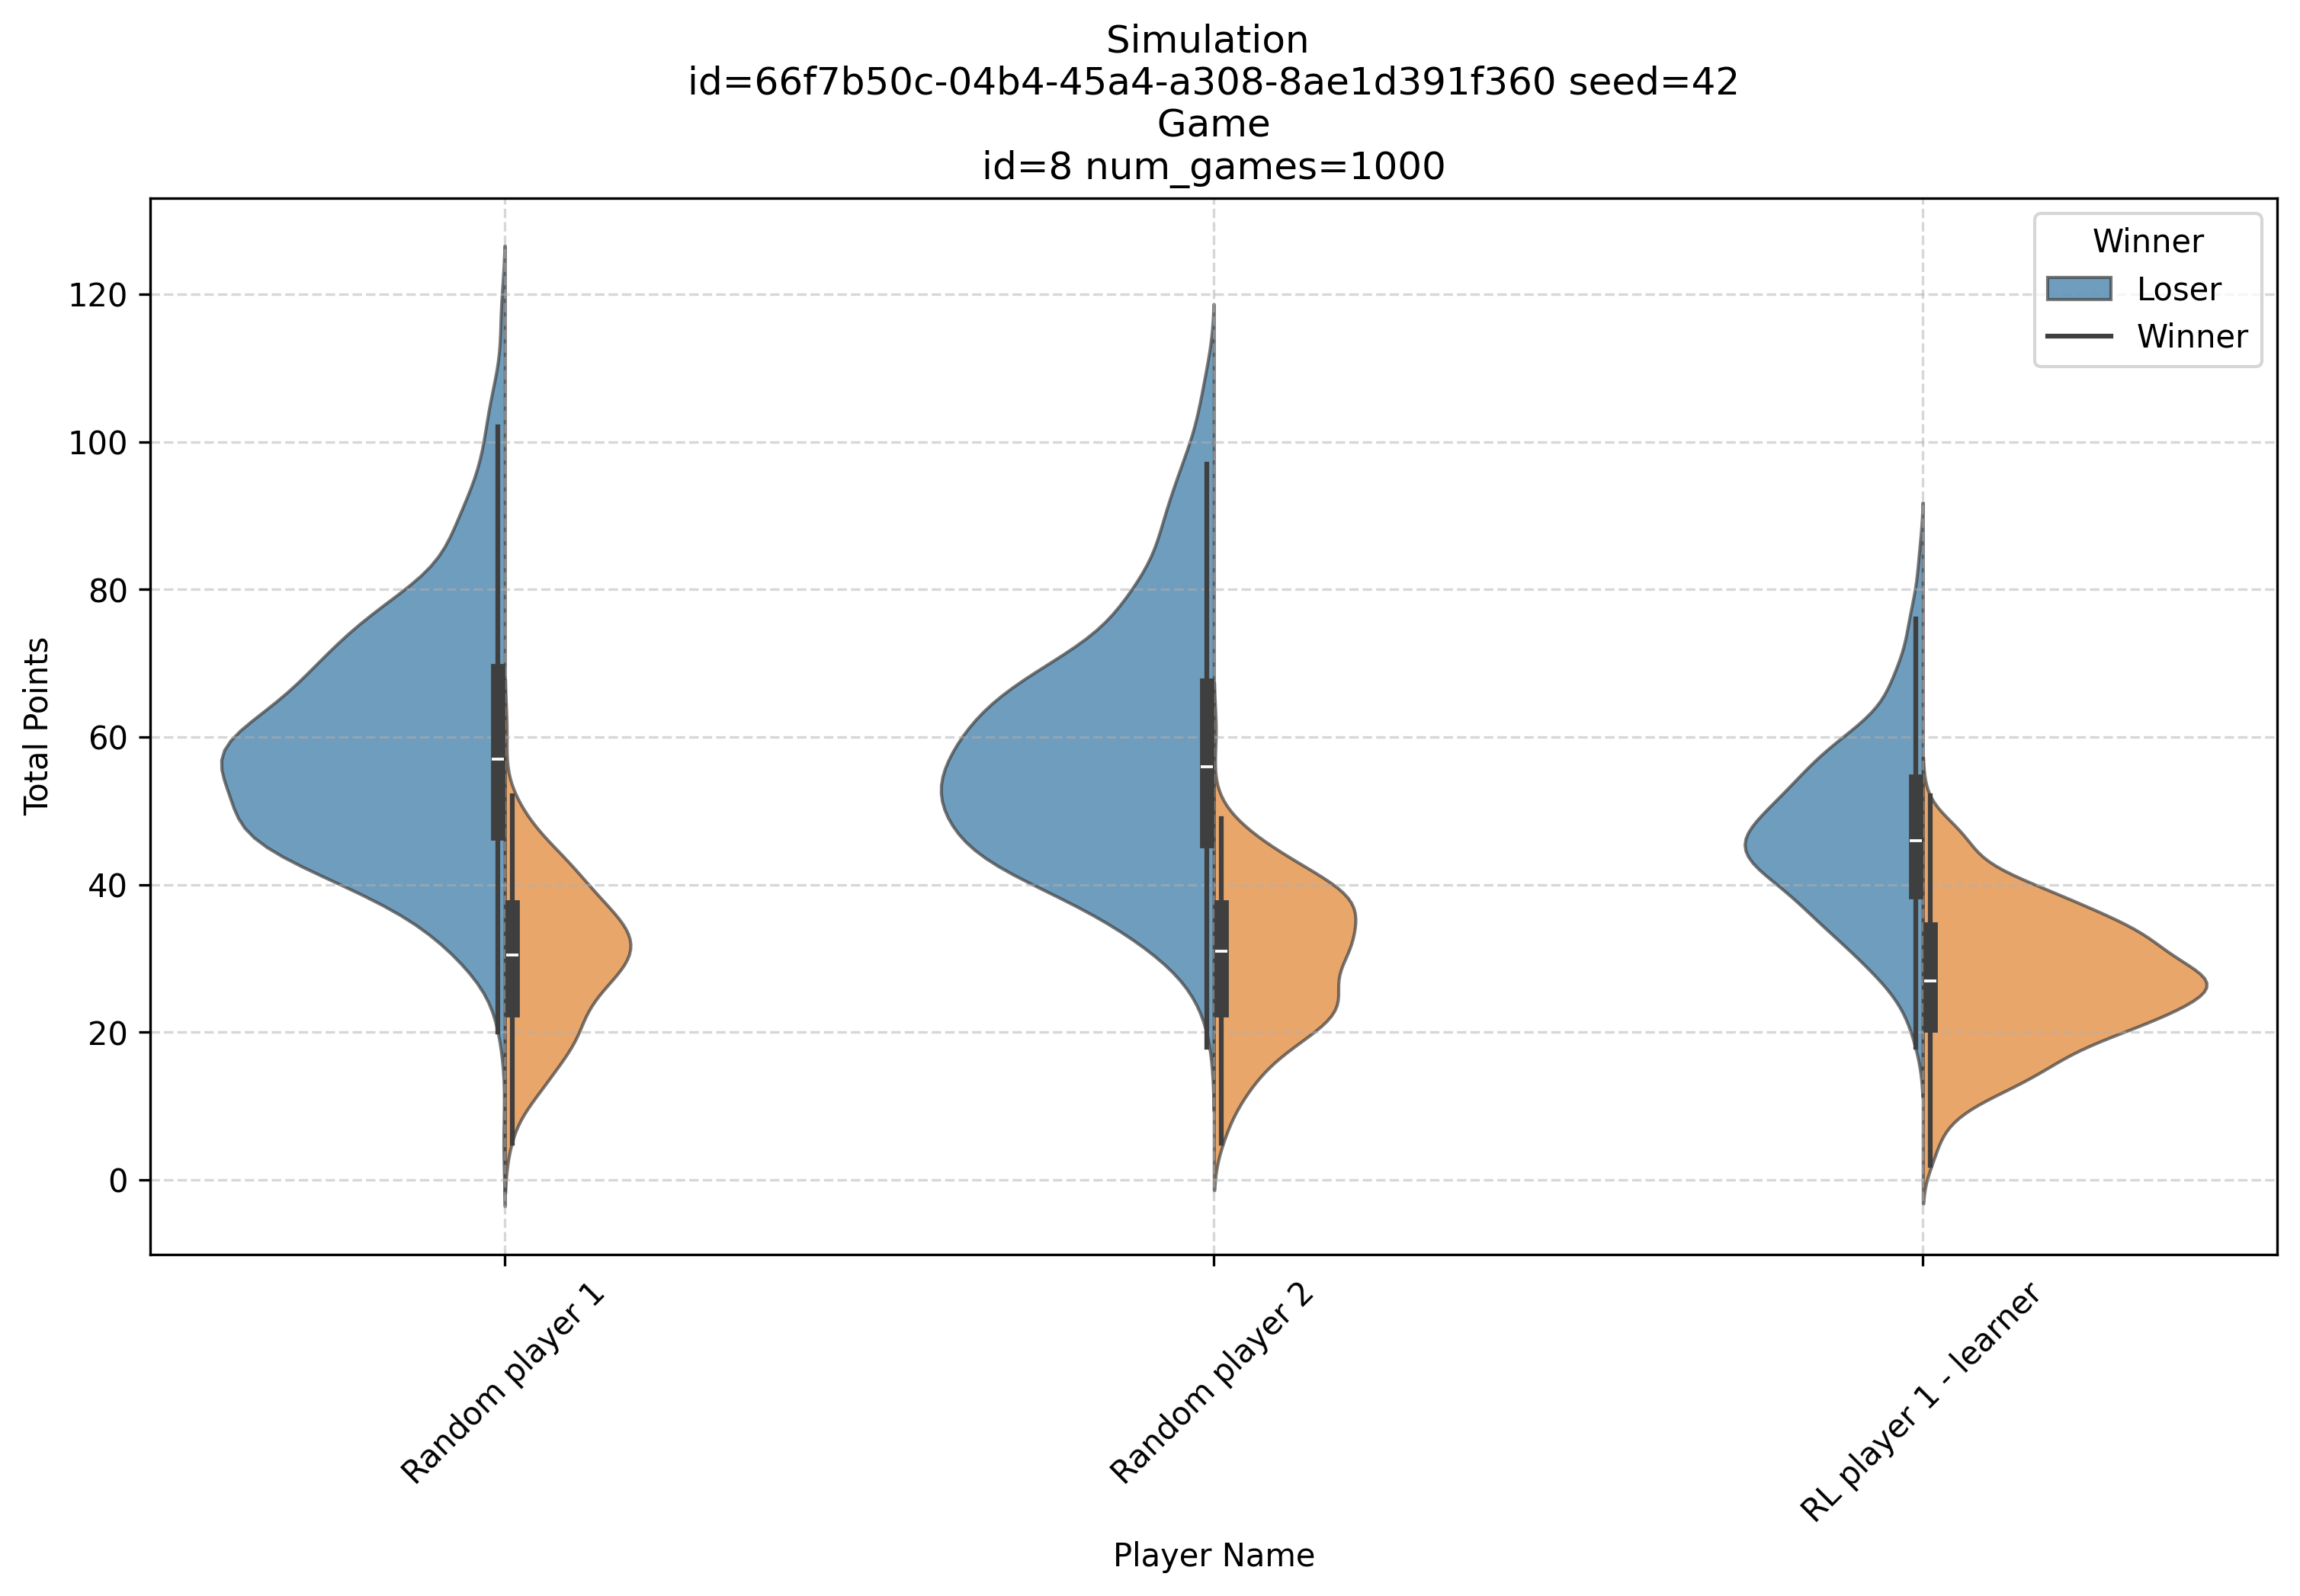 Simulation
id=66f7b50c-04b4-45a4-a308-8ae1d391f360 seed=42
Game
id=8 num_games=1000
Winner
Loser
Winner
Total Points
120
100
80
60
40
20
0
Random player 1
Random player 2
RL player 1 - learner
Player Name